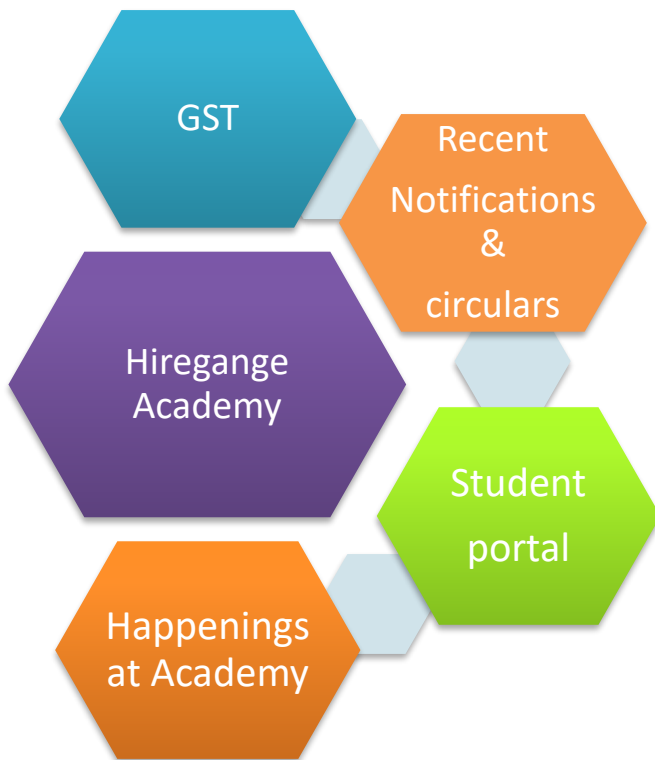 GST
Recent
Notifications
&
circulars
Hiregange
Academy
Student
portal
Happenings
at Academy